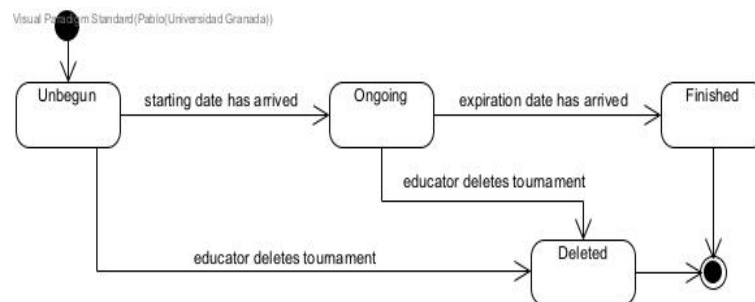 Visual Paradigm Standard(Pablo(Universidad Granada))
Unbegun
starting date has arrived
Ongoing
expiration date has arrived
Finished
educator deletes tournament
educator deletes tournament
Deleted